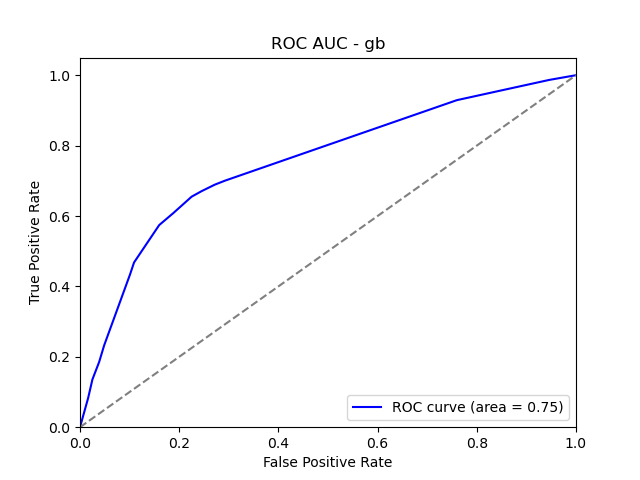 ROC AUC - gb
True Positive Rate
1.0
0.8
0.6
0.4
0.2
0.0
ROC curve (area = 0.75)
0.0 0.2 0.4 0.6 0.8 1.0
False Positive Rate